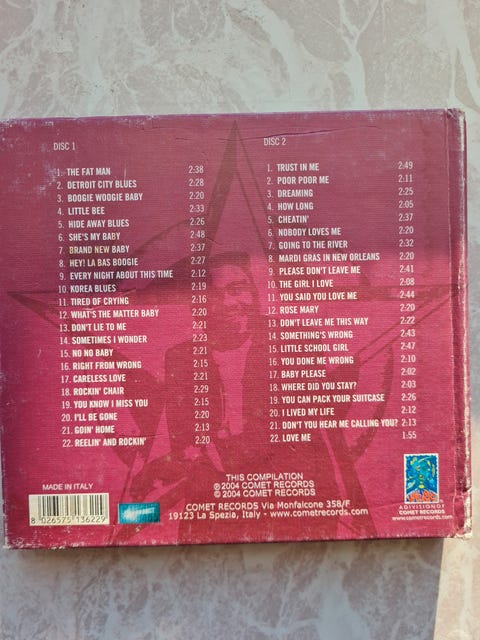 DISC 1
1. THE FAT MAN 2:38
2. DETROIT CITY BLUES 2:28
3. BOOGIE WOOGIE BABY 2:20
4. LITTLE BEE 2:33
5. HIDE AWAY BLUES 2:26
6. SHE'S MY BABY 2:48
7. BRAND NEW BABY 2:37
8. HEY! LA BAS BOOGIE 2:27
9. EVERY NIGHT ABOUT THIS TIME 2:12
10. KOREA BLUES 2:19
11. TIRED OF CRYING 2:16
12. WHAT'S THE MATTER BABY 2:20
13. DON'T LIE TO ME 2:21
14. SOMETIMES I WONDER 2:23
15. NO NO BABY 2:21
16. RIGHT FROM WRONG 2:15
17. CARELESS LOVE 2:21
18. ROCKIN' CHAIR 2:29
19. YOU KNOW I MISS YOU 2:15
20. I'LL BE GONE 2:20
21. GOIN' HOME 2:13
22. REELIN' AND ROCKIN' 2:20
DISC 2
1. TRUST IN ME 2:49
2. POOR POOR ME 2:11
3. DREAMING 2:25
4. HOW LONG 2:05
5. CHEATIN' 2:37
6. NOBODY LOVES ME 2:20
7. GOING TO THE RIVER 2:32
8. MARDI GRAS IN NEW ORLEANS 2:20
9. PLEASE DON'T LEAVE ME 2:41
10. THE GIRL I LOVE 2:08
11. YOU SAID YOU LOVE ME 2:44
12. ROSE MARY 2:20
13. DON'T LEAVE ME THIS WAY 2:22
14. SOMETHING'S WRONG 2:43
15. LITTLE SCHOOL GIRL 2:47
16. YOU DONE ME WRONG 2:10
17. BABY PLEASE 2:02
18. WHERE DID YOU STAY? 2:03
19. YOU CAN PACK YOUR SUITCASE 2:26
20. I LIVED MY LIFE 2:12
21. DON'T YOU HEAR ME CALLING YOU? 2:13
22. LOVE ME 1:55
THIS COMPILATION
℗ 2004 COMET RECORDS
© 2004 COMET RECORDS
MADE IN ITALY
8 026575 136229
COMET RECORDS Via Monfalcone 358/F
19123 La Spezia, Italy - www.cometrecords.com
A DIVISION OF
COMET RECORDS
www.cometrecords.com